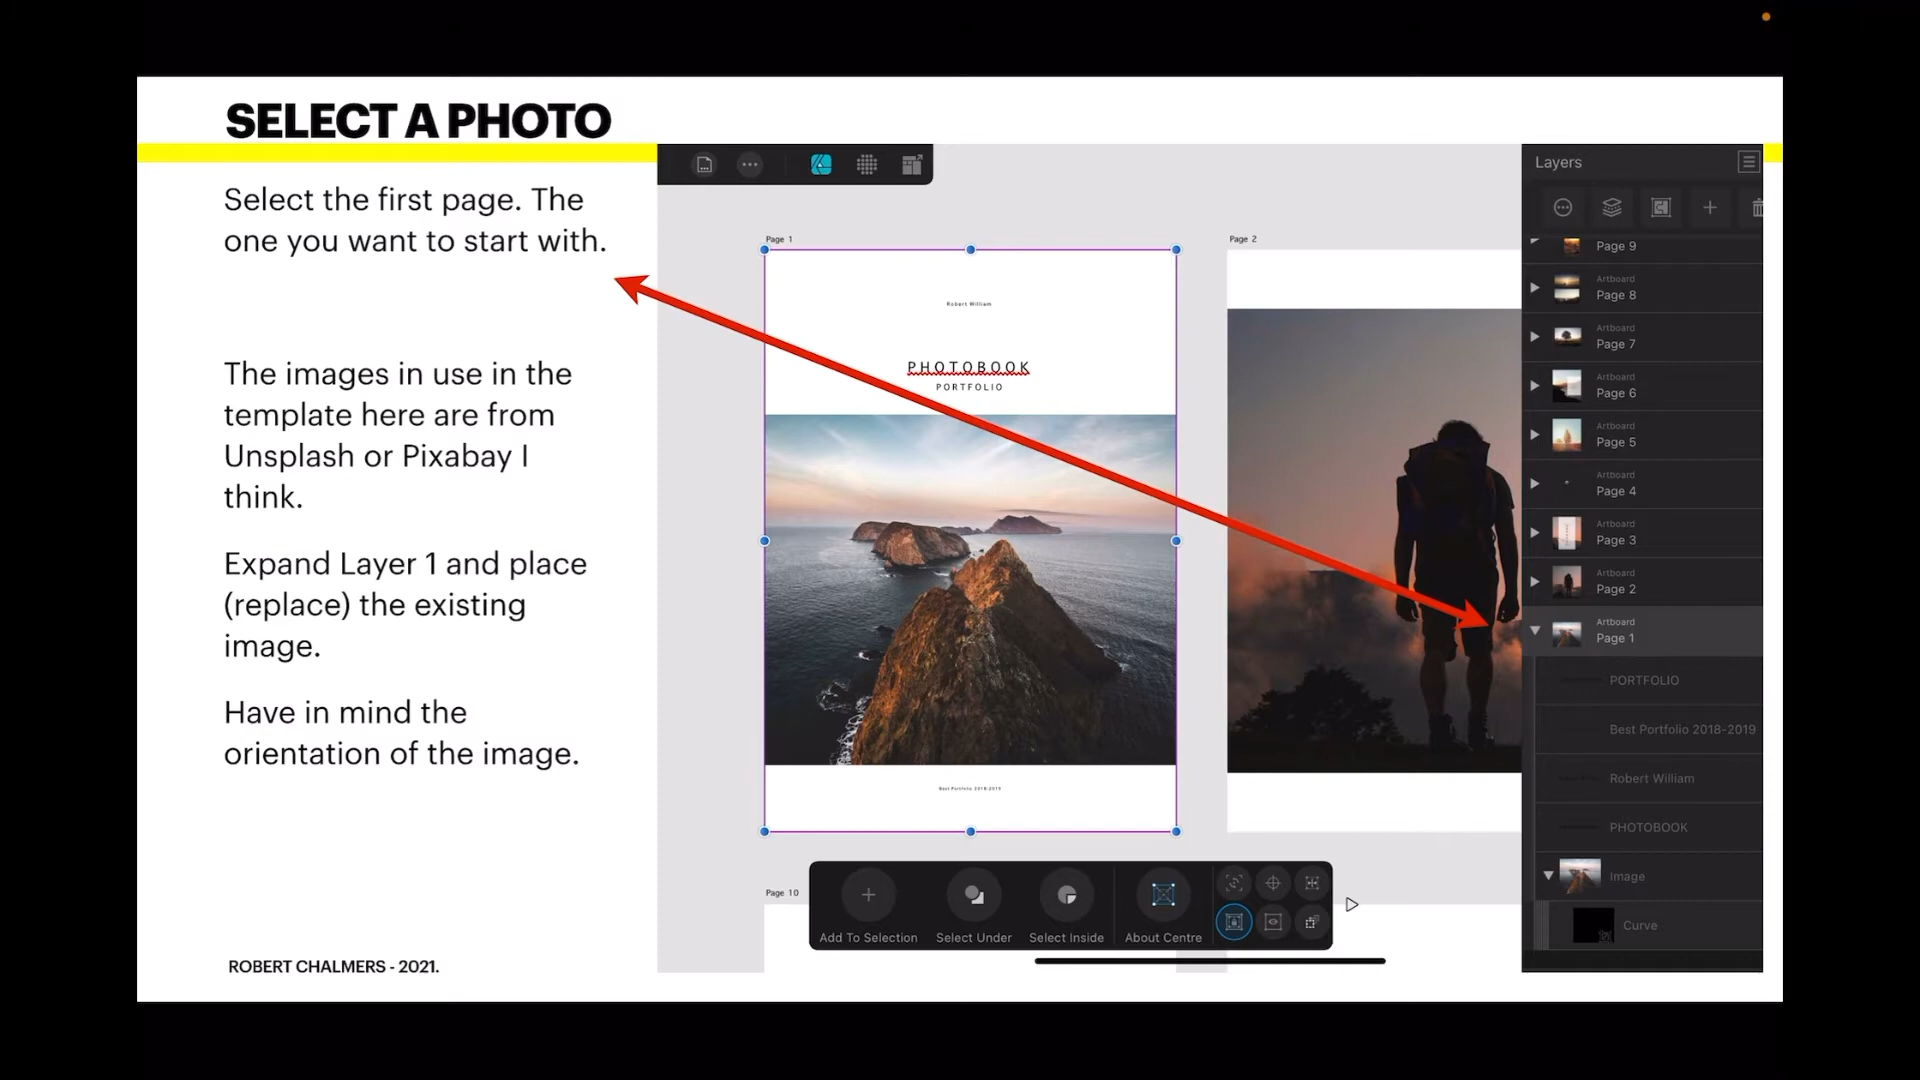 SELECT A PHOTO
Select the first page. The
one you want to start with.
The images in use in the
template here are from
Unsplash or Pixabay I
think.
Expand Layer 1 and place
(replace) the existing
image.
Have in mind the
orientation of the image.
ROBERT CHALMERS - 2021.
Page 1
Robert William
PHOTOBOOK
PORTFOLIO
Best Portfolio 2018-2019
Page 2
Page 10
Add To Selection
Select Under
Select Inside
About Centre
Layers
Page 9
Artboard
Page 8
Artboard
Page 7
Artboard
Page 6
Artboard
Page 5
Artboard
Page 4
Artboard
Page 3
Artboard
Page 2
Artboard
Page 1
PORTFOLIO
Best Portfolio 2018-2019
Robert William
PHOTOBOOK
Image
Curve